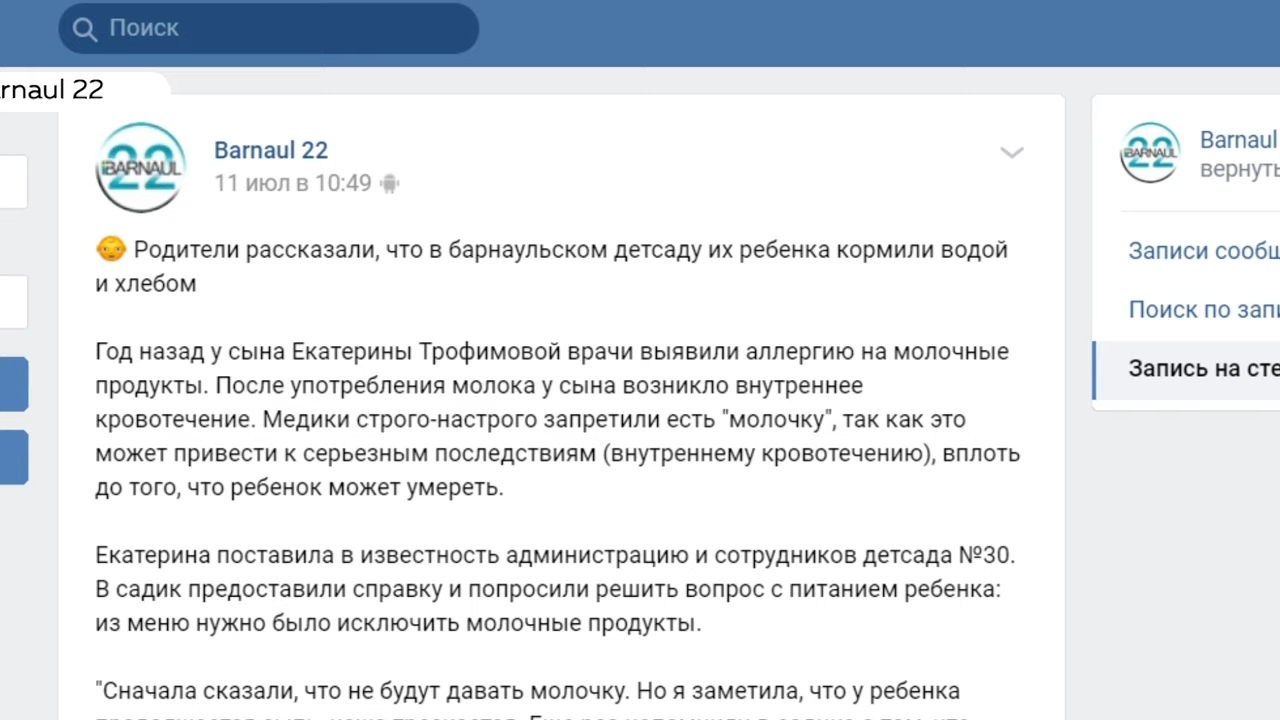 Поиск
rnaul 22
Barnaul 22
11 июл в 10:49
22
BARNAUL
Родители рассказали, что в барнаульском детсаду их ребенка кормили водой
и хлебом
Год назад у сына Екатерины Трофимовой врачи выявили аллергию на молочные
продукты. После употребления молока у сына возникло внутреннее
кровотечение. Медики строго-настрого запретили есть "молочку", так как это
может привести к серьезным последствиям (внутреннему кровотечению), вплоть
до того, что ребенок может умереть.
Екатерина поставила в известность администрацию и сотрудников детсада №30.
В садик предоставили справку и попросили решить вопрос с питанием ребенка:
из меню нужно было исключить молочные продукты.
"Сначала сказали, что не будут давать молочку. Но я заметила, что у ребенка
22
BARNAUL
Barnaul
вернуть
Записи сообщ
Поиск по запи
Запись на сте